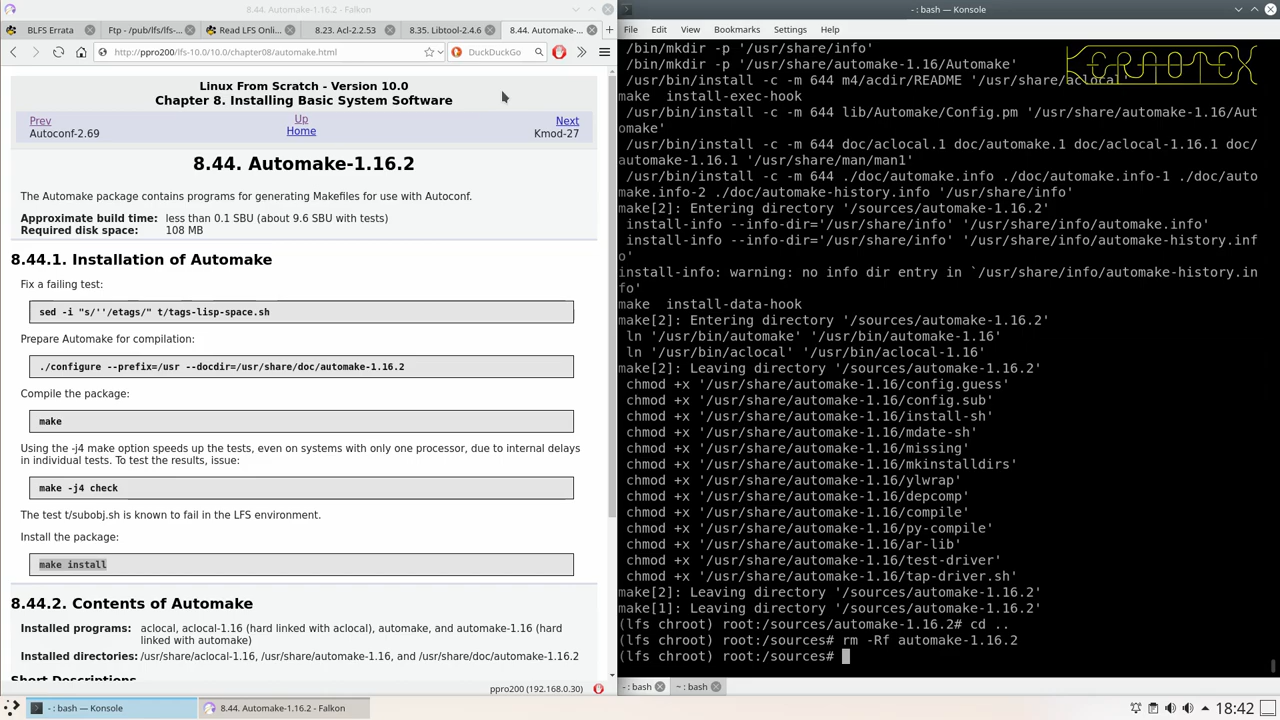 8.44. Automake-1.16.2 - Falkon
BLFS Errata
Ftp - /pub/lfs/lfs-...
Read LFS Onli...
8.23. Acl-2.2.53
8.35. Libtool-2.4.6
8.44. Automake-...
http://ppro200/lfs-10.0/10.0/chapter08/automake.html
DuckDuckGo
Linux From Scratch - Version 10.0
Chapter 8. Installing Basic System Software
Prev
Up
Next
Autoconf-2.69
Home
Kmod-27
8.44. Automake-1.16.2
The Automake package contains programs for generating Makefiles for use with Autoconf.
Approximate build time: less than 0.1 SBU (about 9.6 SBU with tests)
Required disk space: 108 MB
8.44.1. Installation of Automake
Fix a failing test:
sed -i "s/''/etags/" t/tags-lisp-space.sh
Prepare Automake for compilation:
./configure --prefix=/usr --docdir=/usr/share/doc/automake-1.16.2
Compile the package:
make
Using the -j4 make option speeds up the tests, even on systems with only one processor, due to internal delays
in individual tests. To test the results, issue:
make -j4 check
The test t/subobj.sh is known to fail in the LFS environment.
Install the package:
make install
8.44.2. Contents of Automake
Installed programs: aclocal, aclocal-1.16 (hard linked with aclocal), automake, and automake-1.16 (hard
linked with automake)
Installed directories: /usr/share/aclocal-1.16, /usr/share/automake-1.16, and /usr/share/doc/automake-1.16.2
Short Descriptions
ppro200 (192.168.0.30)
- : bash — Konsole
File Edit View Bookmarks Settings Help
KERNOTEX
/bin/mkdir -p '/usr/share/info'
/bin/mkdir -p '/usr/share/automake-1.16/Automake'
/usr/bin/install -c -m 644 m4/acdir/README '/usr/share/aclocal'
make  install-exec-hook
/usr/bin/install -c -m 644 lib/Automake/Config.pm '/usr/share/automake-1.16/Aut
omake'
/usr/bin/install -c -m 644 doc/aclocal.1 doc/automake.1 doc/aclocal-1.16.1 doc/
automake-1.16.1 '/usr/share/man/man1'
/usr/bin/install -c -m 644 ./doc/automake.info ./doc/automake.info-1 ./doc/auto
make.info-2 ./doc/automake-history.info '/usr/share/info'
make[2]: Entering directory '/sources/automake-1.16.2'
install-info --info-dir='/usr/share/info' '/usr/share/info/automake.info'
install-info --info-dir='/usr/share/info' '/usr/share/info/automake-history.inf
o'
install-info: warning: no info dir entry in `/usr/share/info/automake-history.in
fo'
make  install-data-hook
make[2]: Entering directory '/sources/automake-1.16.2'
ln '/usr/bin/automake' '/usr/bin/automake-1.16'
ln '/usr/bin/aclocal' '/usr/bin/aclocal-1.16'
make[2]: Leaving directory '/sources/automake-1.16.2'
chmod +x '/usr/share/automake-1.16/config.guess'
chmod +x '/usr/share/automake-1.16/config.sub'
chmod +x '/usr/share/automake-1.16/install-sh'
chmod +x '/usr/share/automake-1.16/mdate-sh'
chmod +x '/usr/share/automake-1.16/missing'
chmod +x '/usr/share/automake-1.16/mkinstalldirs'
chmod +x '/usr/share/automake-1.16/ylwrap'
chmod +x '/usr/share/automake-1.16/depcomp'
chmod +x '/usr/share/automake-1.16/compile'
chmod +x '/usr/share/automake-1.16/py-compile'
chmod +x '/usr/share/automake-1.16/ar-lib'
chmod +x '/usr/share/automake-1.16/test-driver'
chmod +x '/usr/share/automake-1.16/tap-driver.sh'
make[2]: Leaving directory '/sources/automake-1.16.2'
make[1]: Leaving directory '/sources/automake-1.16.2'
(lfs chroot) root:/sources/automake-1.16.2# cd ..
(lfs chroot) root:/sources# rm -Rf automake-1.16.2
(lfs chroot) root:/sources#
- : bash
~ : bash
- : bash — Konsole
8.44. Automake-1.16.2 - Falkon
18:42